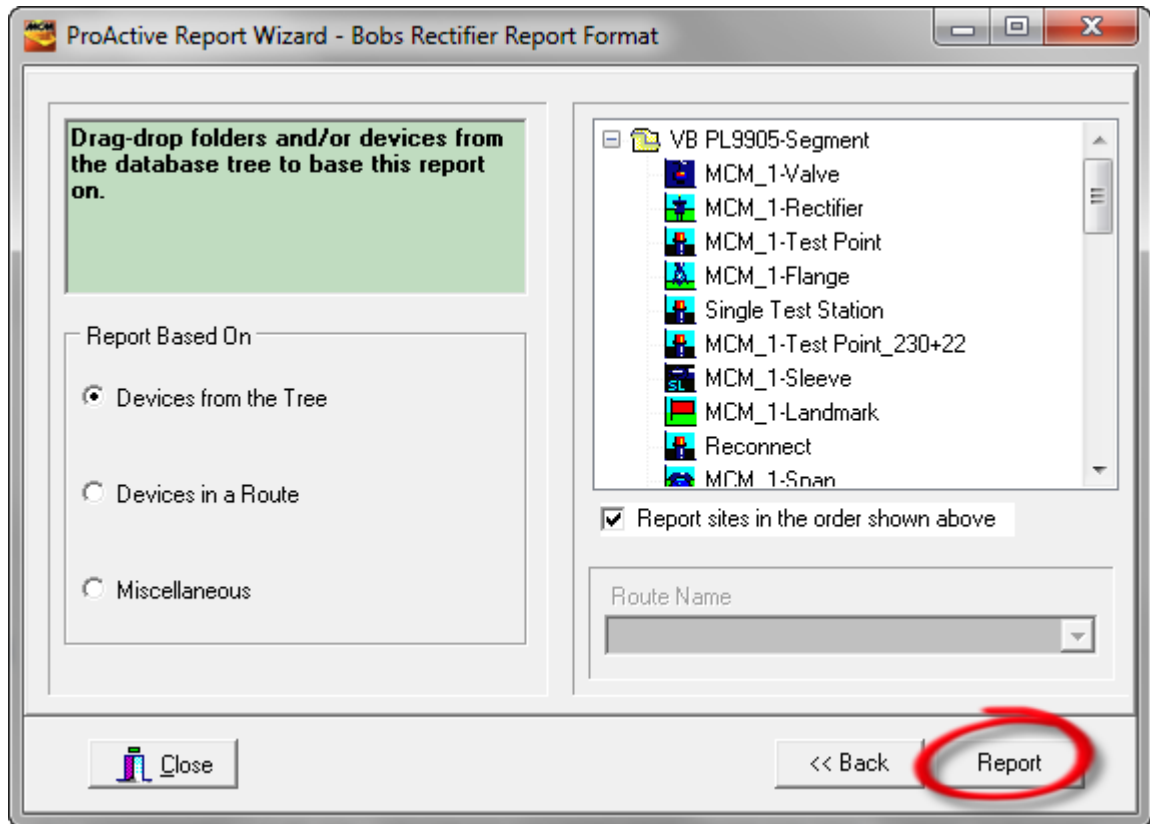 ProActive Report Wizard - Bobs Rectifier Report Format
Drag-drop folders and/or devices from
the database tree to base this report
on.
Report Based On
Devices from the Tree
Devices in a Route
Miscellaneous
VB PL9905-Segment
MCM_1-Valve
MCM_1-Rectifier
MCM_1-Test Point
MCM_1-Flange
Single Test Station
MCM_1-Test Point_230+22
SL MCM_1-Sleeve
MCM_1-Landmark
Reconnect
MCM_1-Span
Report sites in the order shown above
Route Name
Close
<< Back
Report